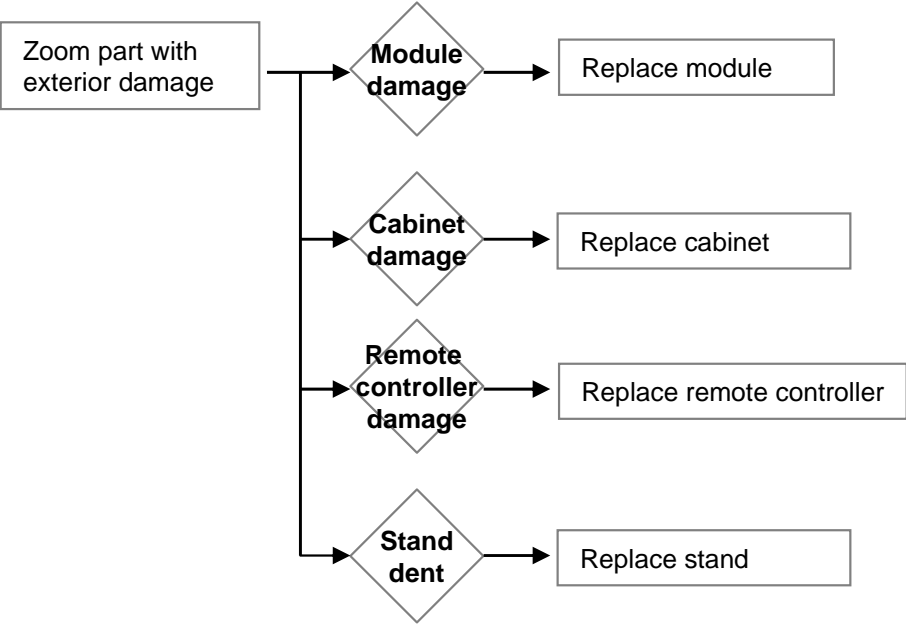 Zoom part with
exterior damage
Module
damage
Replace module
Cabinet
damage
Replace cabinet
Remote
controller
damage
Replace remote controller
Stand
dent
Replace stand